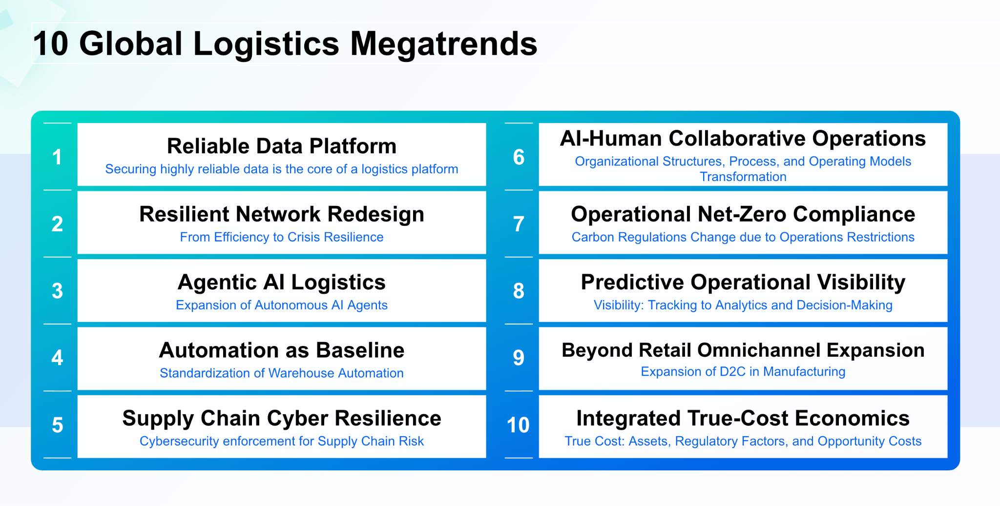 10 Global Logistics Megatrends
1
Reliable Data Platform
Securing highly reliable data is the core of a logistics platform
2
Resilient Network Redesign
From Efficiency to Crisis Resilience
3
Agentic AI Logistics
Expansion of Autonomous AI Agents
4
Automation as Baseline
Standardization of Warehouse Automation
5
Supply Chain Cyber Resilience
Cybersecurity enforcement for Supply Chain Risk
6
AI-Human Collaborative Operations
Organizational Structures, Process, and Operating Models
Transformation
7
Operational Net-Zero Compliance
Carbon Regulations Change due to Operations Restrictions
8
Predictive Operational Visibility
Visibility: Tracking to Analytics and Decision-Making
9
Beyond Retail Omnichannel Expansion
Expansion of D2C in Manufacturing
10
Integrated True-Cost Economics
True Cost: Assets, Regulatory Factors, and Opportunity Costs